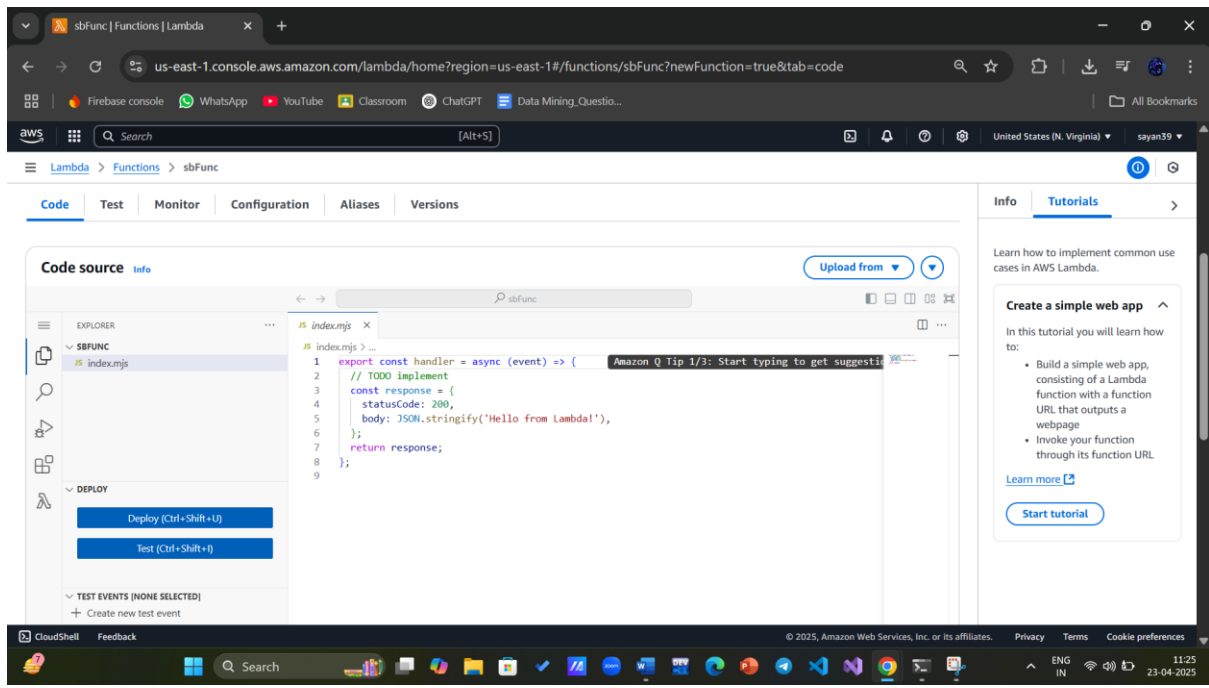 sbFunc | Functions | Lambda
us-east-1.console.aws.amazon.com/lambda/home?region=us-east-1#/functions/sbFunc?newFunction=true&tab=code
Firebase console WhatsApp YouTube Classroom ChatGPT Data Mining_Questio... All Bookmarks
aws Search [Alt+S] United States (N. Virginia) sayan39
Lambda > Functions > sbFunc
Code Test Monitor Configuration Aliases Versions
Info Tutorials
Learn how to implement common use
cases in AWS Lambda.
Code source Info Upload from
sbFunc
Create a simple web app
In this tutorial you will learn how
to:
• Build a simple web app,
consisting of a Lambda
function with a function
URL that outputs a
webpage
• Invoke your function
through its function URL
Learn more
Start tutorial
EXPLORER ...
SBFUNC
JS index.mjs
JS index.mjs
JS index.mjs > ...
1 export const handler = async (event) => { Amazon Q Tip 1/3: Start typing to get suggestic
2 // TODO implement
3 const response = {
4 statusCode: 200,
5 body: JSON.stringify('Hello from Lambda!'),
6 };
7 return response;
8 };
9
DEPLOY
Deploy (Ctrl+Shift+U)
Test (Ctrl+Shift+I)
TEST EVENTS [NONE SELECTED]
+ Create new test event
CloudShell Feedback © 2025, Amazon Web Services, Inc. or its affiliates. Privacy Terms Cookie preferences
Search
ENG
IN
11:25
23-04-2025